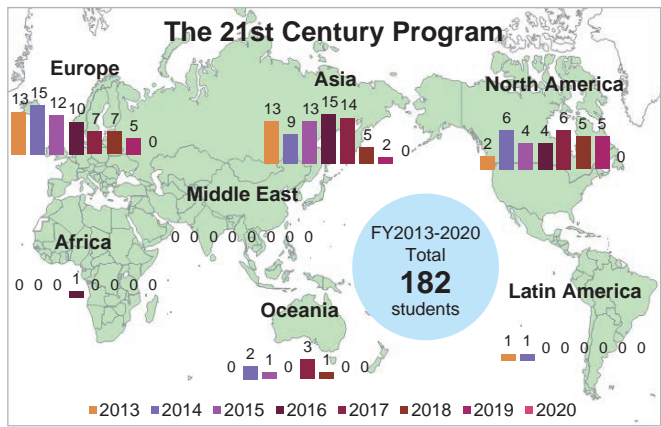 The 21st Century Program
Europe
13 15 12 10 7 7 5 0
Asia
13 9 13 15 14 5 2 0
North America
2 6 4 4 6 5 5 0
Middle East
0 0 0 0 0 0 0 0
Africa
0 0 0 1 0 0 0 0
FY2013-2020
Total
182
students
Oceania
0 2 1 0 3 1 0 0
Latin America
1 1 0 0 0 0 0 0
2013 2014 2015 2016 2017 2018 2019 2020